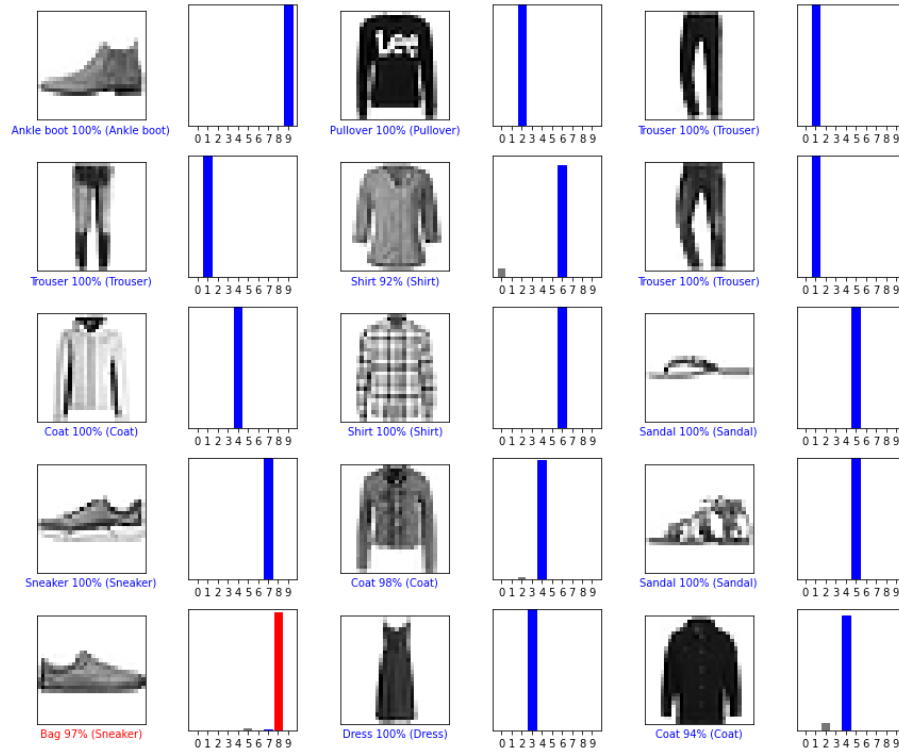 Lee
0 1 2 3 4 5 6 7 8 9
0 1 2 3 4 5 6 7 8 9
0 1 2 3 4 5 6 7 8 9
Ankle boot 100% (Ankle boot)
Pullover 100% (Pullover)
Trouser 100% (Trouser)
0 1 2 3 4 5 6 7 8 9
0 1 2 3 4 5 6 7 8 9
0 1 2 3 4 5 6 7 8 9
Trouser 100% (Trouser)
Shirt 92% (Shirt)
Trouser 100% (Trouser)
0 1 2 3 4 5 6 7 8 9
0 1 2 3 4 5 6 7 8 9
0 1 2 3 4 5 6 7 8 9
Coat 100% (Coat)
Shirt 100% (Shirt)
Sandal 100% (Sandal)
0 1 2 3 4 5 6 7 8 9
0 1 2 3 4 5 6 7 8 9
0 1 2 3 4 5 6 7 8 9
Sneaker 100% (Sneaker)
Coat 98% (Coat)
Sandal 100% (Sandal)
0 1 2 3 4 5 6 7 8 9
0 1 2 3 4 5 6 7 8 9
0 1 2 3 4 5 6 7 8 9
Bag 97% (Sneaker)
Dress 100% (Dress)
Coat 94% (Coat)